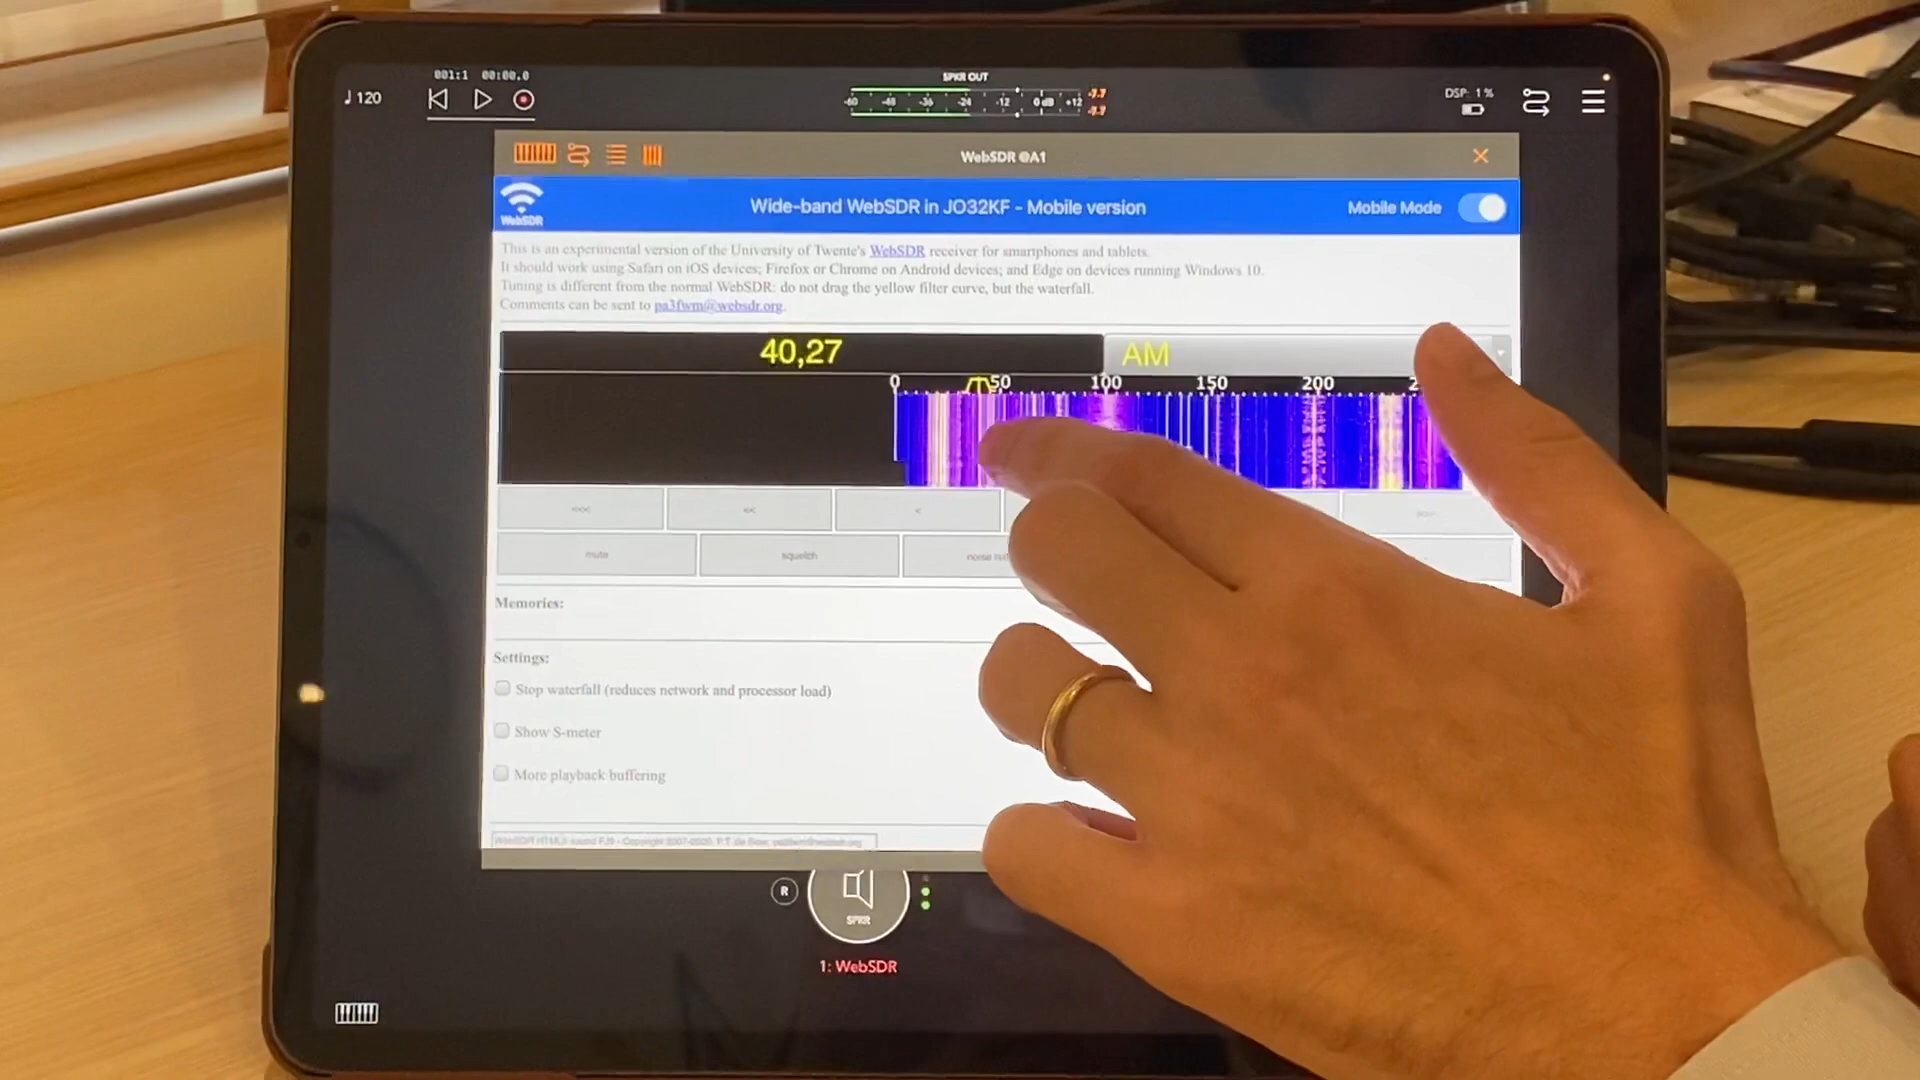 001:1 00:00.0
♩120
SPKR OUT
-60 -48 -36 -24 -12 0dB +12
-7.7
-7.7
DSP: 1%
WebSDR @A1
WebSDR
Wide-band WebSDR in JO32KF - Mobile version
Mobile Mode
This is an experimental version of the University of Twente's WebSDR receiver for smartphones and tablets.
It should work using Safari on iOS devices; Firefox or Chrome on Android devices; and Edge on devices running Windows 10.
Tuning is different from the normal WebSDR: do not drag the yellow filter curve, but the waterfall.
Comments can be sent to pa3fwm@websdr.org.
40,27
AM
0 50 100 150 200
<<< << <
mute squelch noise
Memories:
Settings:
Stop waterfall (reduces network and processor load)
Show S-meter
More playback buffering
R
SPKR
1: WebSDR